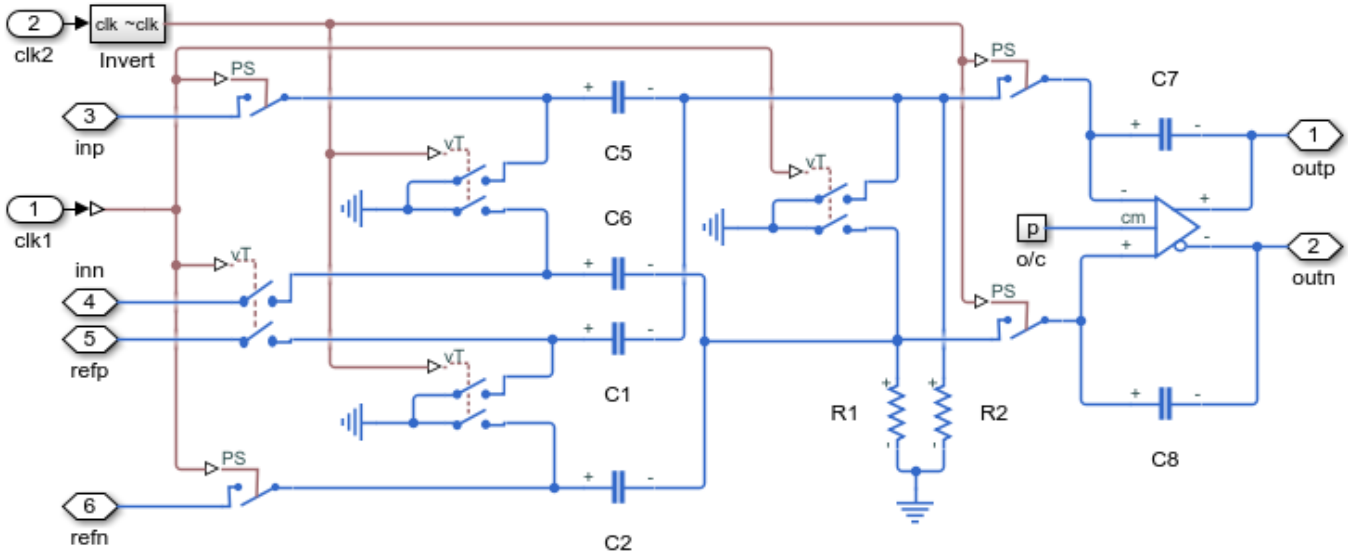 2
clk ~clk
clk2
Invert
PS
PS
C7
3
inp
+
-
+
-
1
outp
vT
C5
vT
1
clk1
C6
-
+
cm
p
o/c
+
-
2
outn
inn
vT
4
+
-
PS
5
refp
+
-
vT
C1
+
+
R1
R2
+
-
-
-
C8
PS
+
-
6
refn
C2